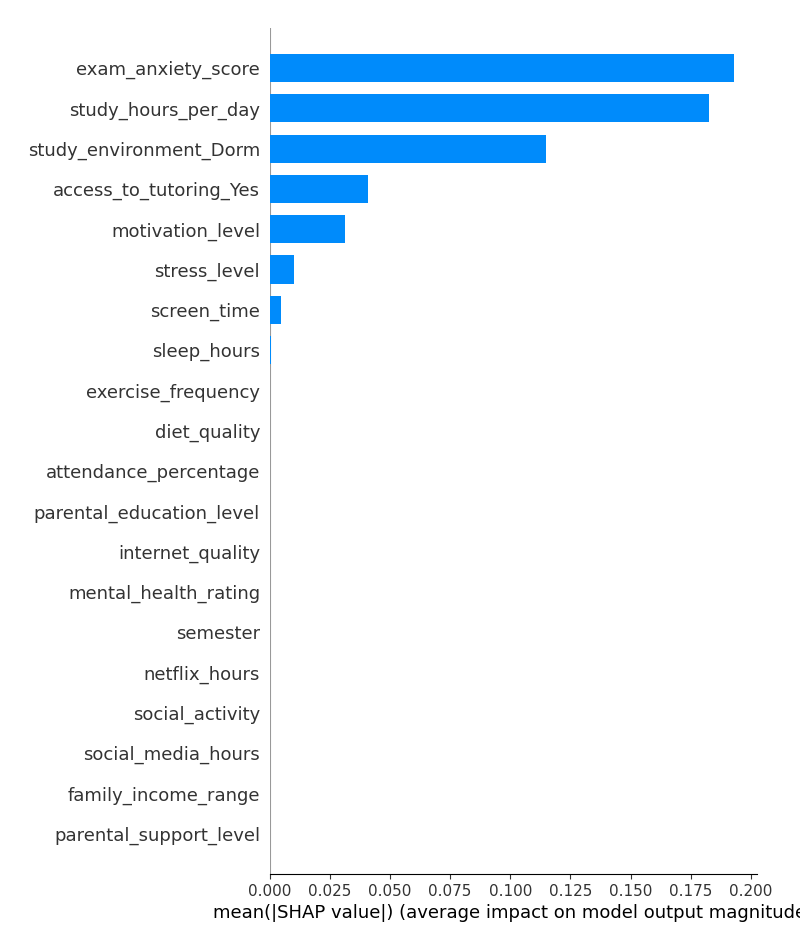 exam_anxiety_score
study_hours_per_day
study_environment_Dorm
access_to_tutoring_Yes
motivation_level
stress_level
screen_time
sleep_hours
exercise_frequency
diet_quality
attendance_percentage
parental_education_level
internet_quality
mental_health_rating
semester
netflix_hours
social_activity
social_media_hours
family_income_range
parental_support_level
0.000 0.025 0.050 0.075 0.100 0.125 0.150 0.175 0.200
mean(|SHAP value|) (average impact on model output magnitude